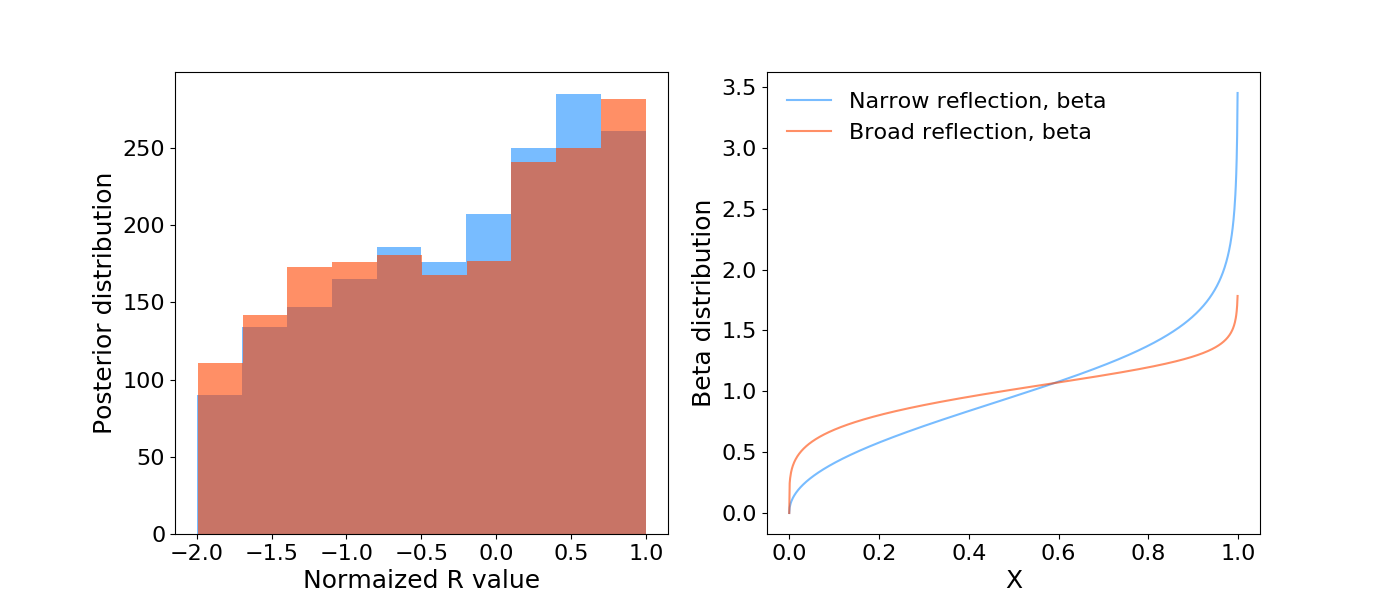 Posterior distribution
250
200
150
100
50
0
−2.0 −1.5 −1.0 −0.5 0.0 0.5 1.0
Normaized R value
Beta distribution
3.5
3.0
2.5
2.0
1.5
1.0
0.5
0.0
0.0 0.2 0.4 0.6 0.8 1.0
X
Narrow reflection, beta
Broad reflection, beta